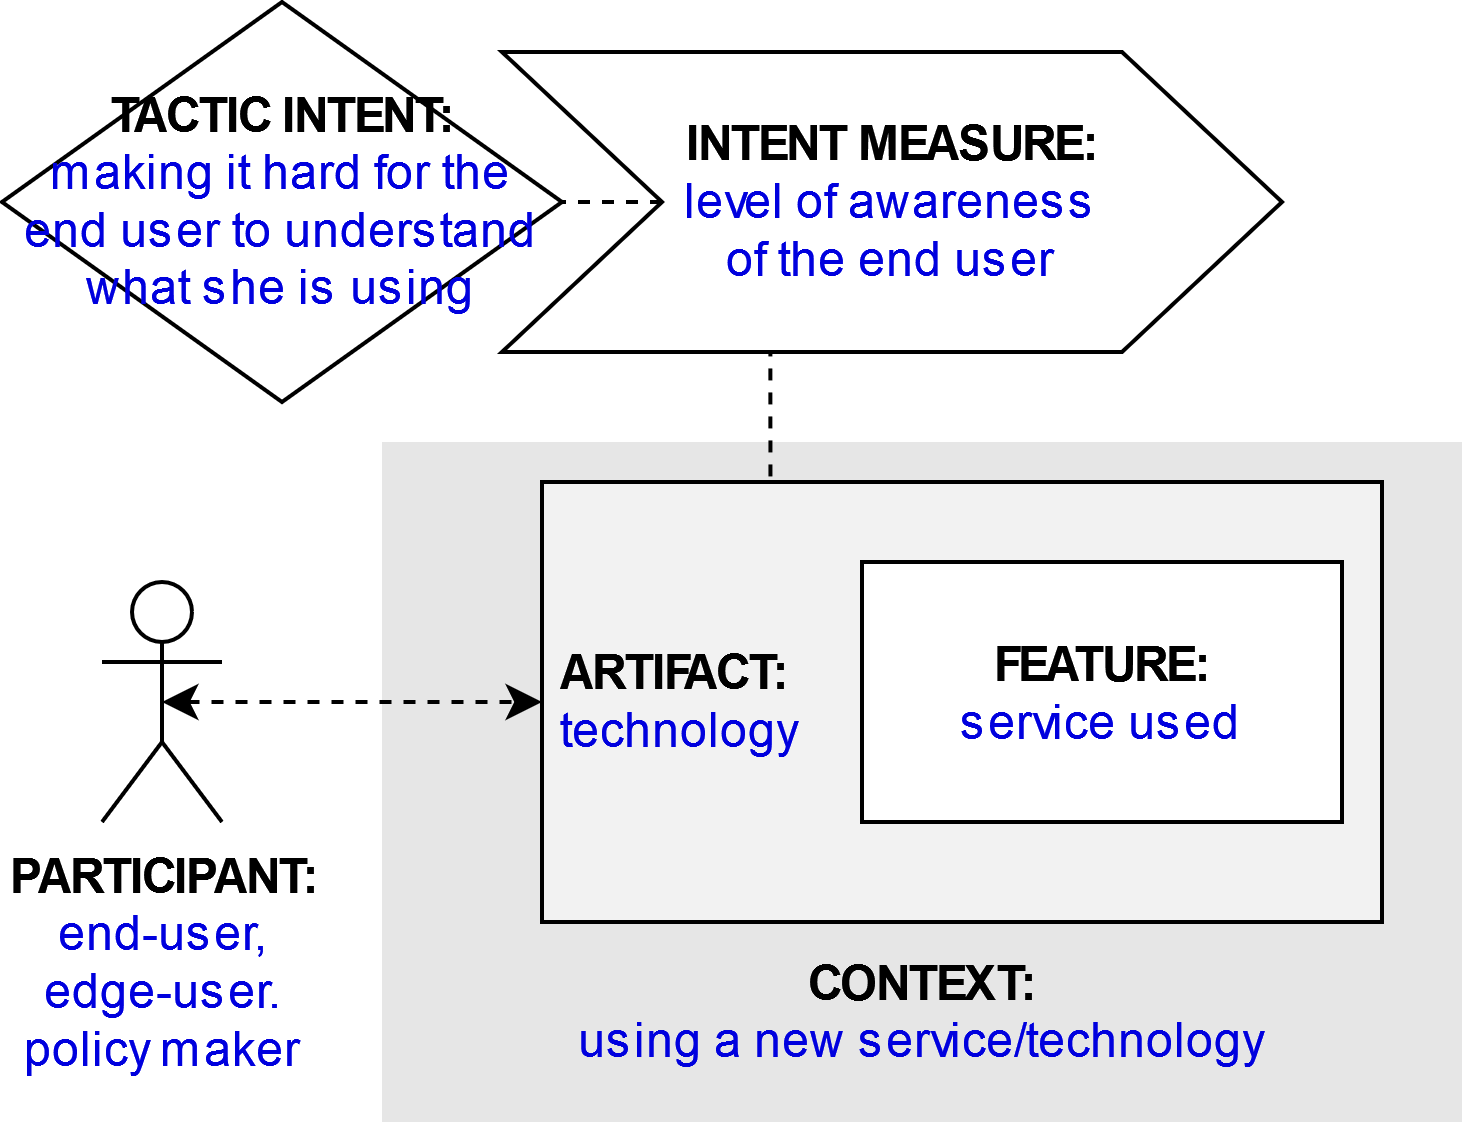 TACTIC INTENT:
making it hard for the
end user to understand
what she is using
INTENT MEASURE:
level of awareness
of the end user
ARTIFACT:
technology
FEATURE:
service used
PARTICIPANT:
end-user,
edge-user.
policy maker
CONTEXT:
using a new service/technology